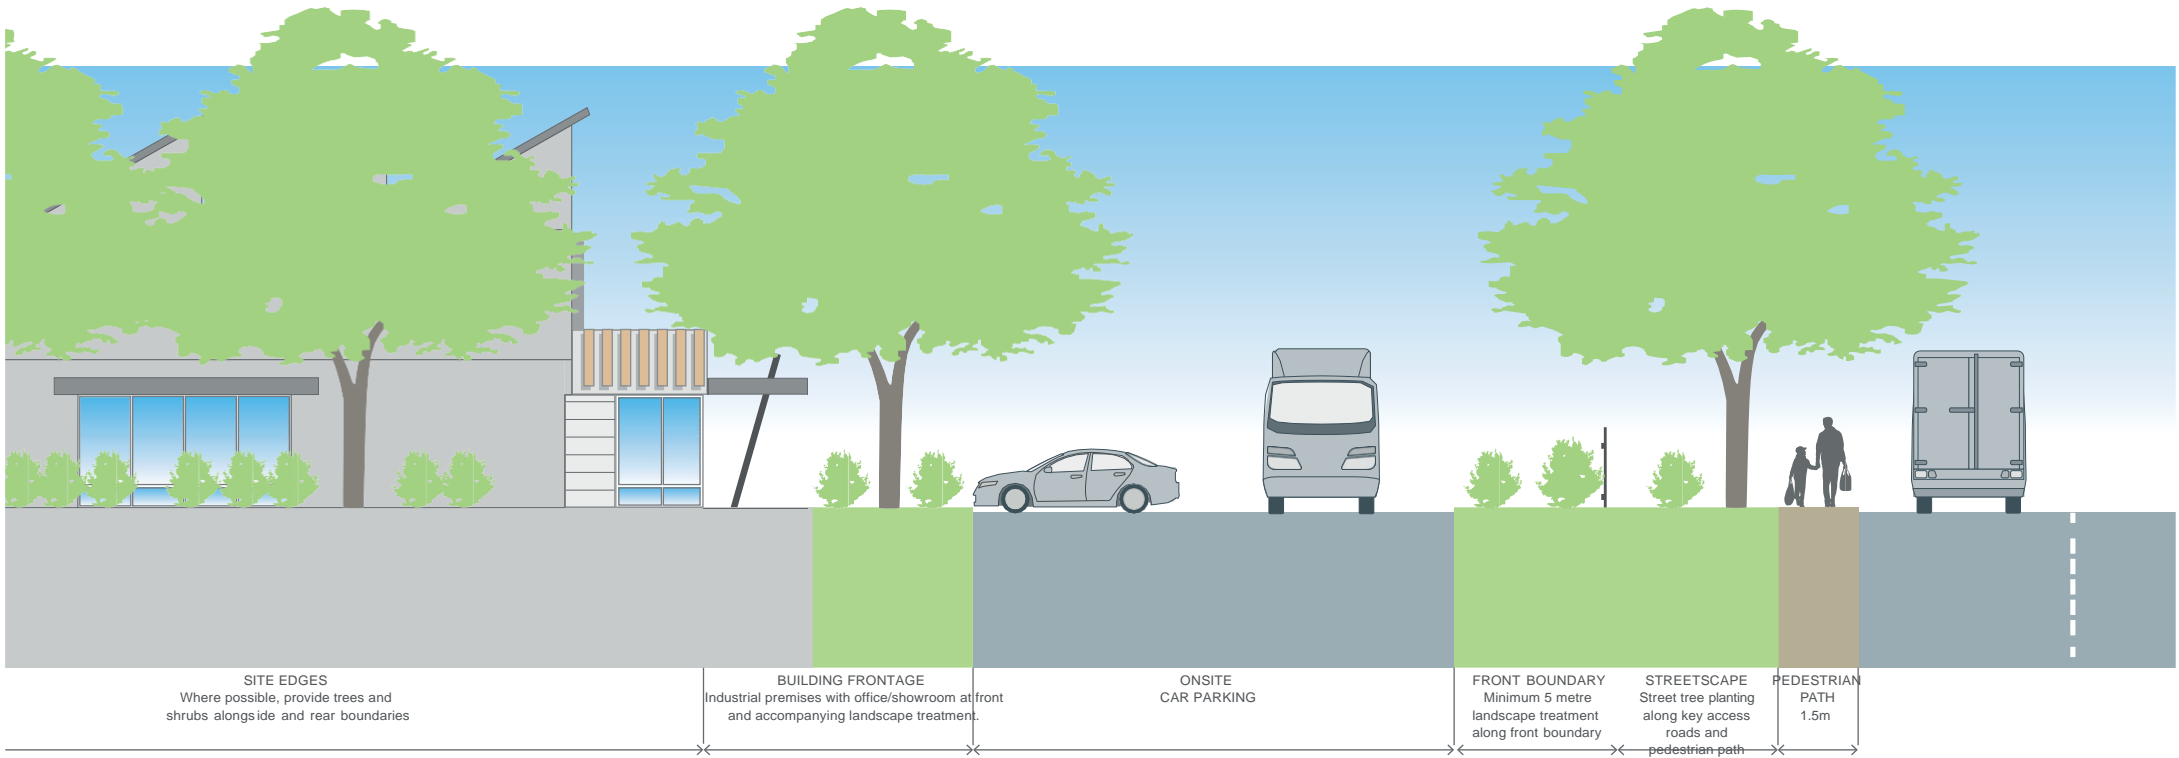 SITE EDGES
Where possible, provide trees and
shrubs alongside and rear boundaries
BUILDING FRONTAGE
Industrial premises with office/showroom at front
and accompanying landscape treatment.
ONSITE
CAR PARKING
FRONT BOUNDARY
Minimum 5 metre
landscape treatment
along front boundary
STREETSCAPE
Street tree planting
along key access
roads and
pedestrian path
PEDESTRIAN
PATH
1.5m